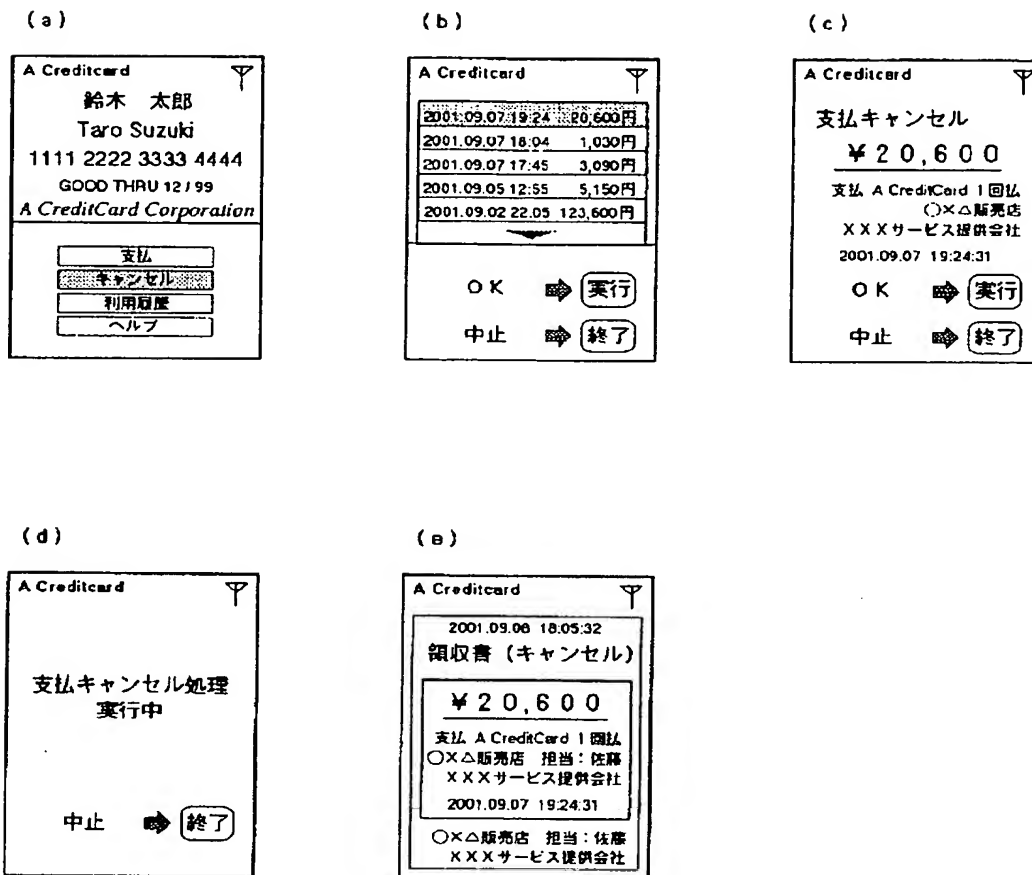 (a)
A Creditcard
鈴木 太郎
Taro Suzuki
1111 2222 3333 4444
GOOD THRU 12/99
A CreditCard Corporation
支払
キャンセル
利用履歴
ヘルプ
(b)
A Creditcard
2001.09.07 19:24 20,600円
2001.09.07 18:04 1,030円
2001.09.07 17:45 3,090円
2001.09.05 12:55 5,150円
2001.09.02 22.05 123,600円
OK 実行
中止 終了
(c)
A Creditcard
支払キャンセル
¥20,600
支払 A CreditCard 1回払
○×△販売店
XXXサービス提供会社
2001.09.07 19:24:31
OK 実行
中止 終了
(d)
A Creditcard
支払キャンセル処理
実行中
中止 終了
(e)
A Creditcard
2001.09.08 18:05:32
領収書(キャンセル)
¥20,600
支払 A CreditCard 1回払
○×△販売店 担当:佐藤
XXXサービス提供会社
2001.09.07 19:24:31
○×△販売店 担当:佐藤
XXXサービス提供会社